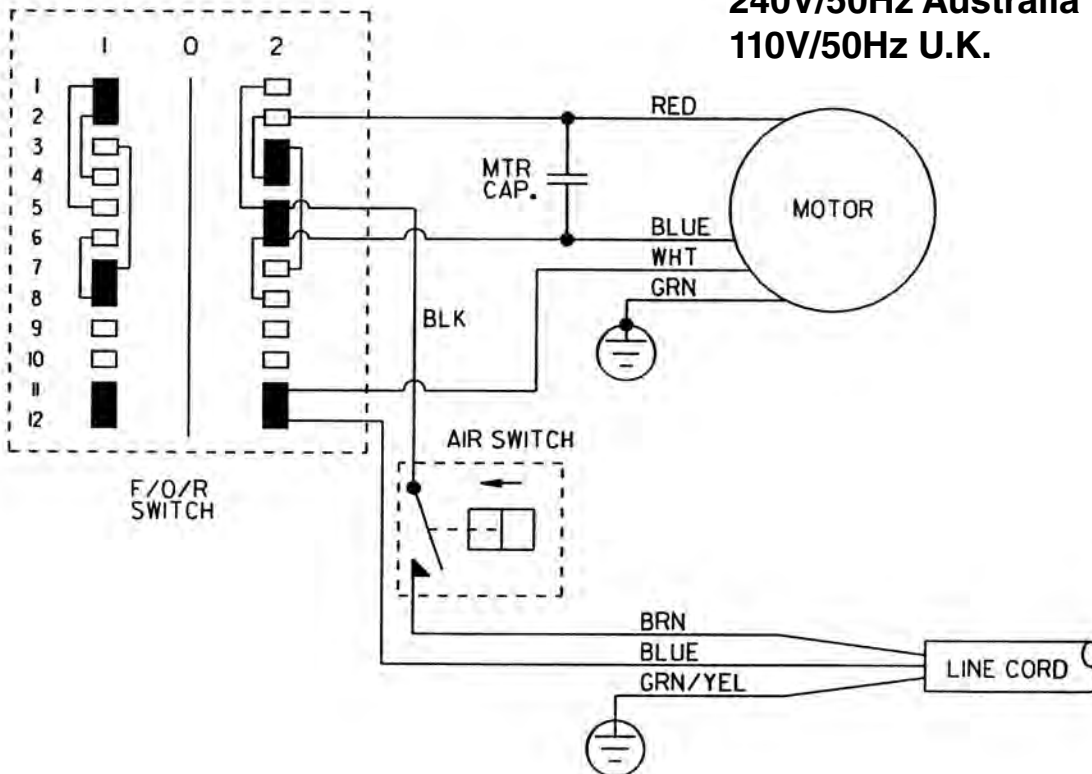 240V/50Hz Australia
110V/50Hz U.K.
1 0 2
1
2
3
4
5
6
7
8
9
10
11
12
F/O/R
SWITCH
RED
MTR
CAP.
MOTOR
BLUE
WHT
GRN
BLK
AIR SWITCH
BRN
BLUE
GRN/YEL
LINE CORD